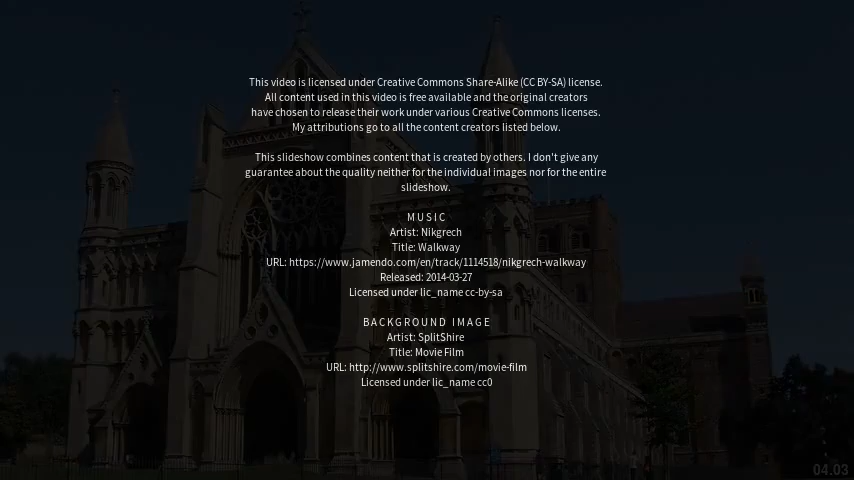 This video is licensed under Creative Commons Share-Alike (CC BY-SA) license.
All content used in this video is free available and the original creators
have chosen to release their work under various Creative Commons licenses.
My attributions go to all the content creators listed below.
This slideshow combines content that is created by others. I don't give any
guarantee about the quality neither for the individual images nor for the entire
slideshow.
MUSIC
Artist: Nikgrech
Title: Walkway
URL: https://www.jamendo.com/en/track/1114518/nikgrech-walkway
Released: 2014-03-27
Licensed under lic_name cc-by-sa
BACKGROUND IMAGE
Artist: SplitShire
Title: Movie Film
URL: http://www.splitshire.com/movie-film
Licensed under lic_name cc0
04.03